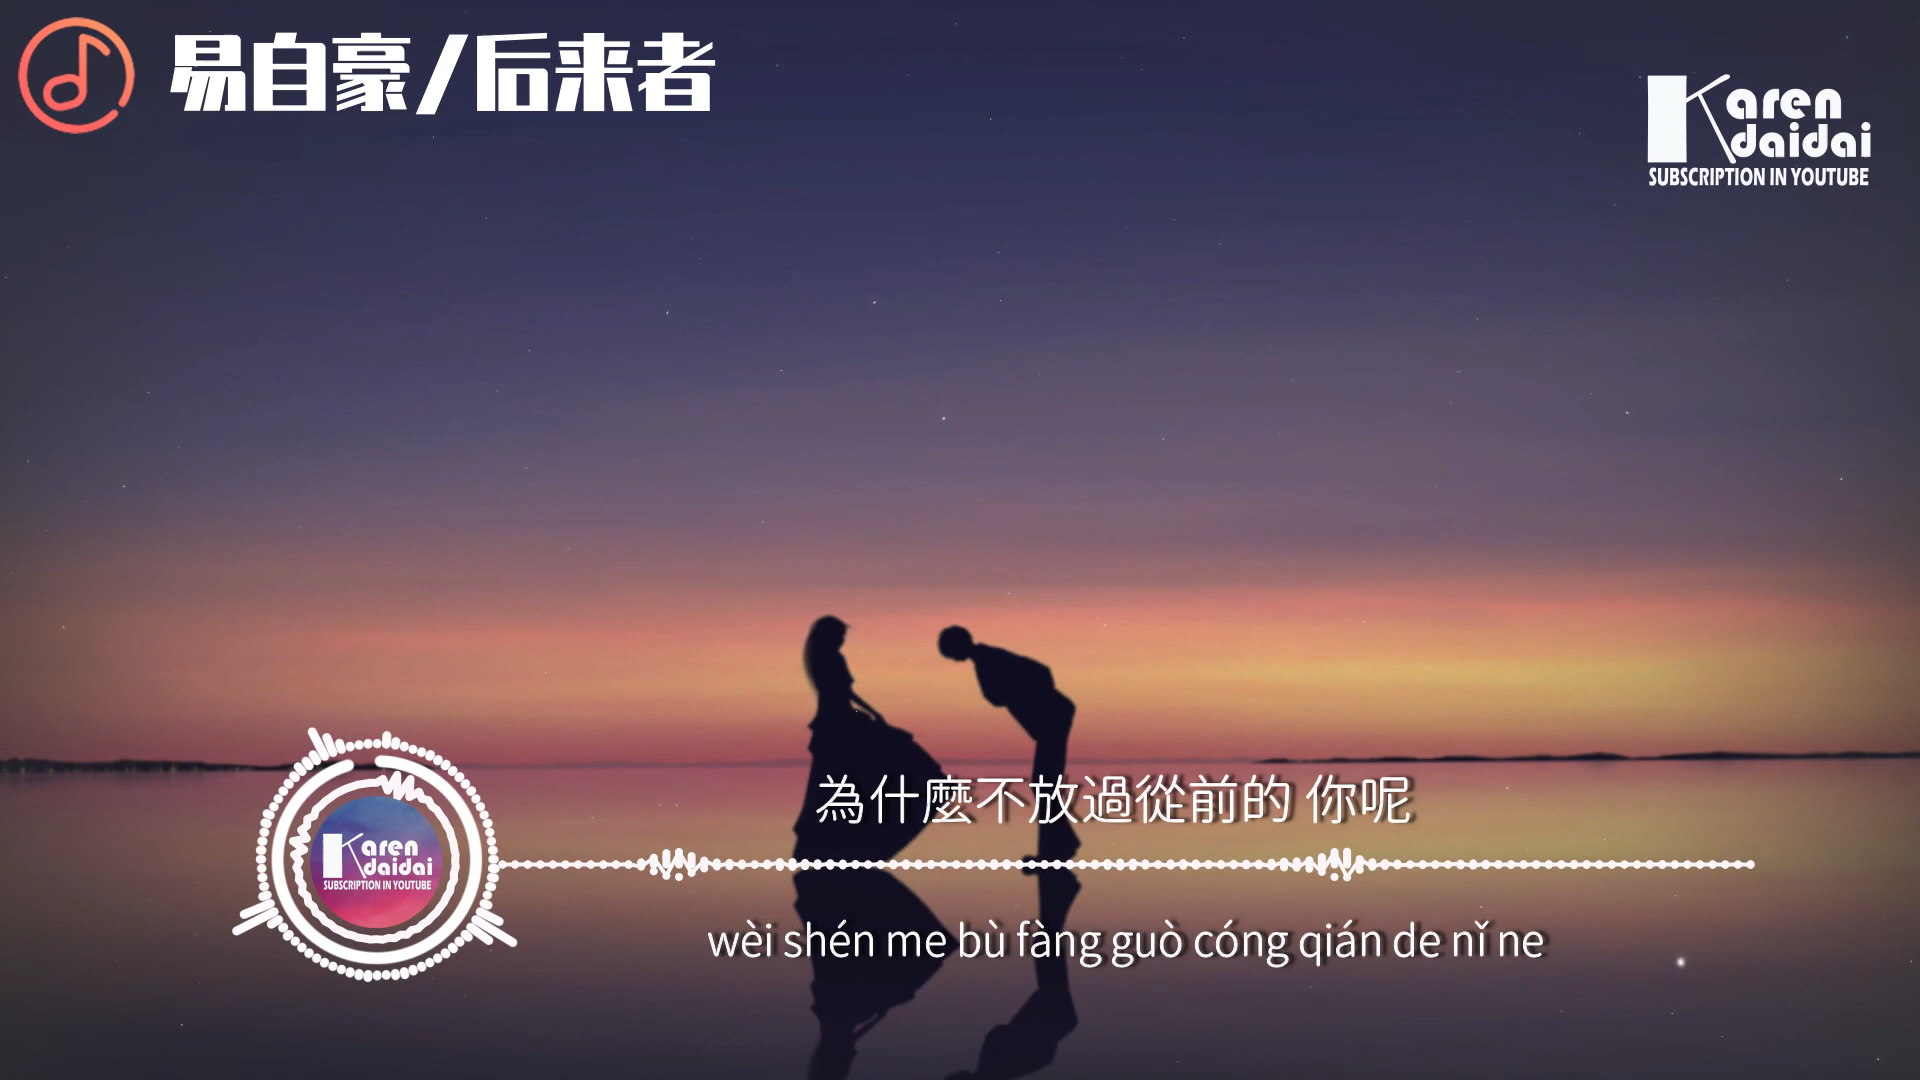 易自豪/后来者
Karen
daidai
SUBSCRIPTION IN YOUTUBE
為什麼不放過從前的 你呢
Karen
daidai
SUBSCRIPTION IN YOUTUBE
wèi shén me bù fàng guò cóng qián de nǐ ne